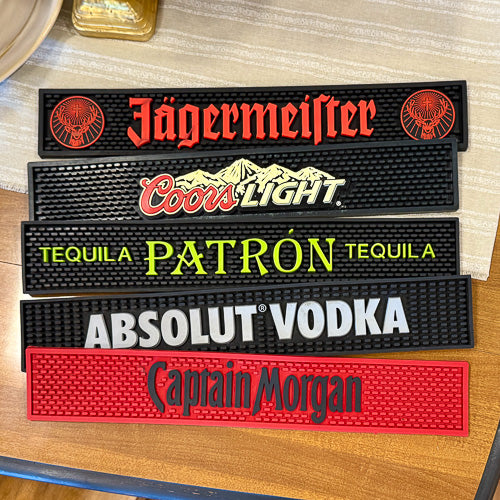 Jägermeiſter
Coors LIGHT®
TEQUILA PATRÓN TEQUILA
ABSOLUT® VODKA
Captain Morgan